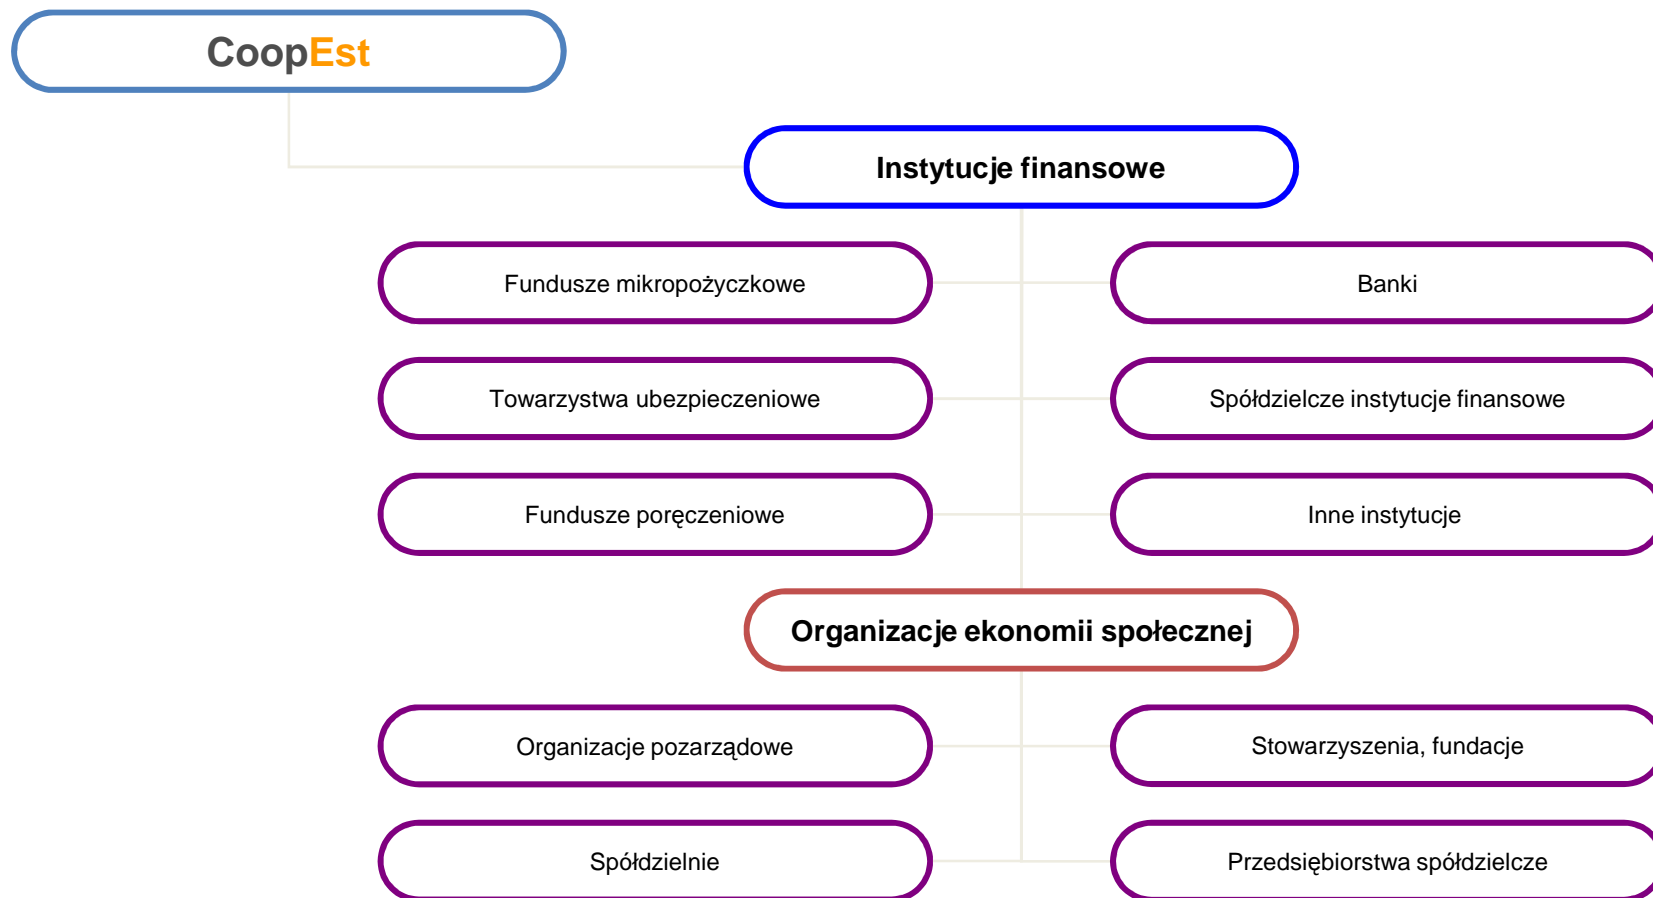 CoopEst
Instytucje finansowe
Fundusze mikropożyczkowe
Banki
Towarzystwa ubezpieczeniowe
Spółdzielcze instytucje finansowe
Fundusze poręczeniowe
Inne instytucje
Organizacje ekonomii społecznej
Organizacje pozarządowe
Stowarzyszenia, fundacje
Spółdzielnie
Przedsiębiorstwa spółdzielcze